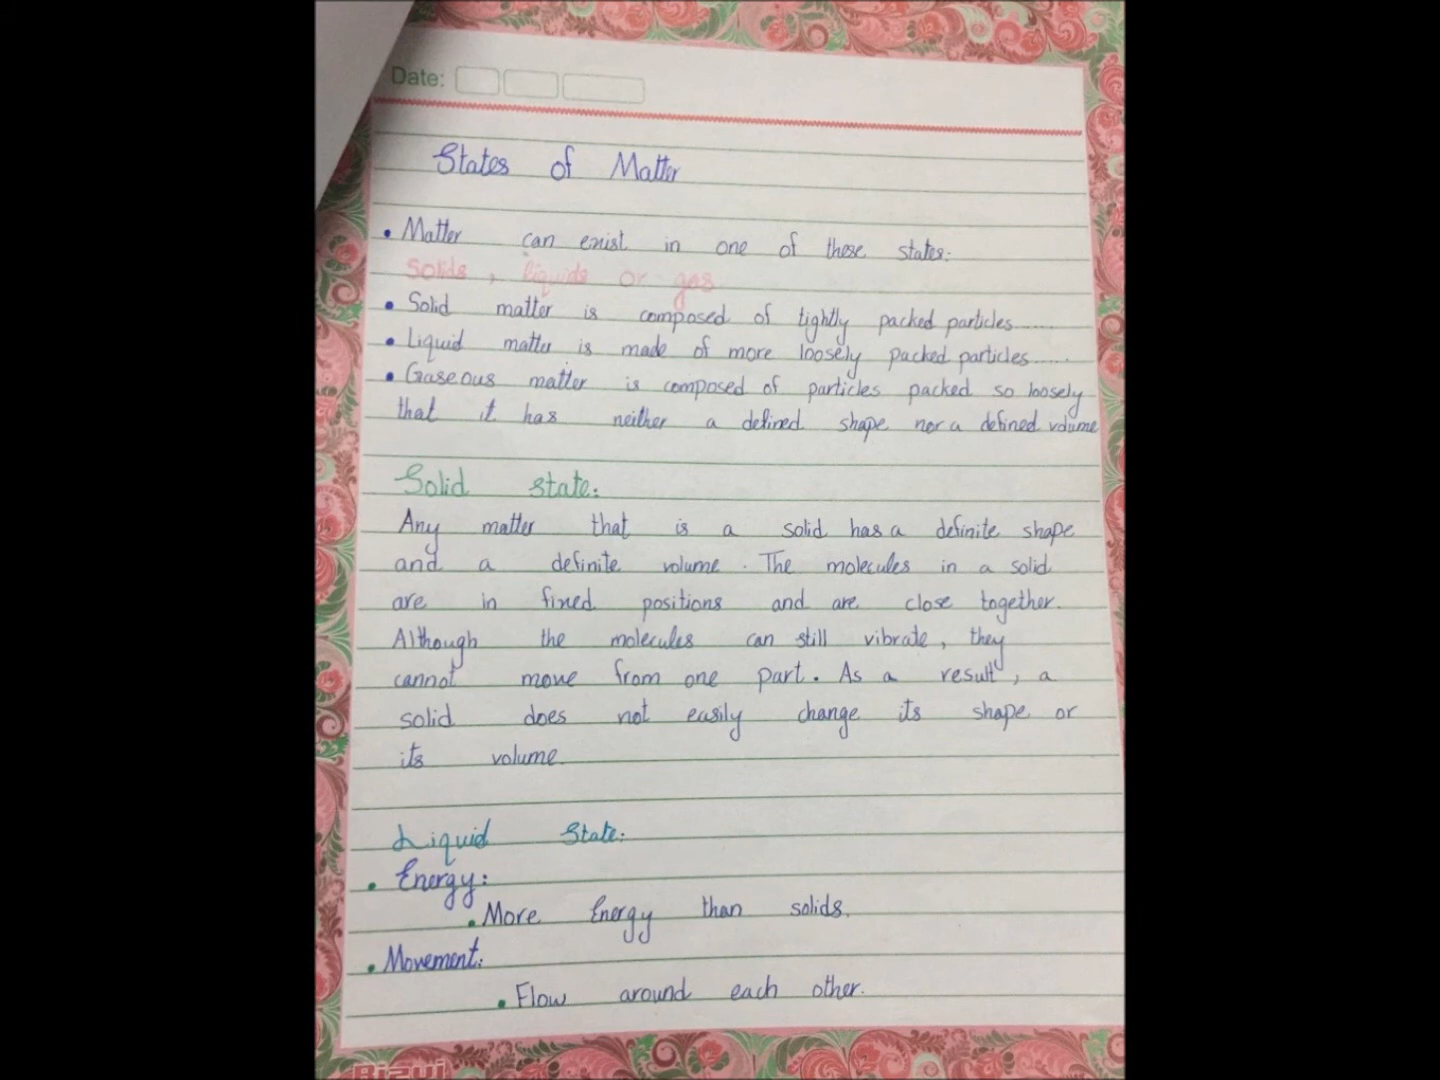 Date:
States of Matter
• Matter can exist in one of these states:
solids, liquids or gas
• Solid matter is composed of tightly packed particles......
• Liquid matter is made of more loosely packed particles......
• Gaseous matter is composed of particles packed so loosely
that it has neither a defined shape nor a defined volume
Solid state:
Any matter that is a solid has a definite shape
and a definite volume. The molecules in a solid
are in fixed positions and are close together.
Although the molecules can still vibrate, they
cannot move from one part. As a result, a
solid does not easily change its shape or
its volume.
Liquid State:
• Energy:
• More Energy than solids.
• Movement:
• Flow around each other.